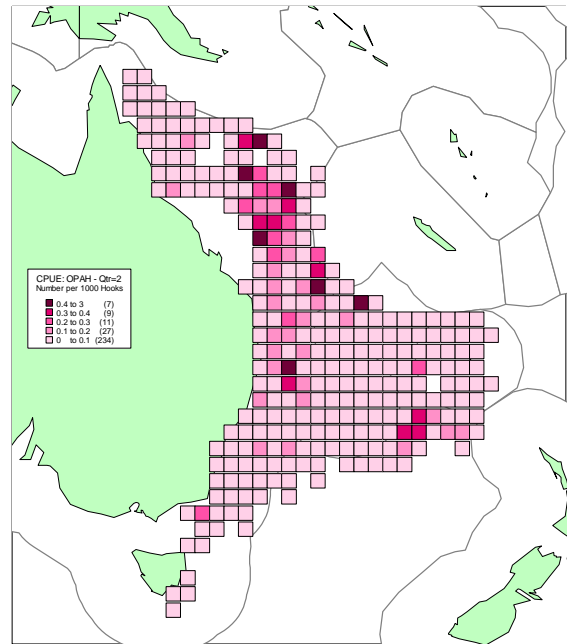 CPUE: OPAH - Qtr=2
Number per 1000 Hooks
0.4 to 3 (7)
0.3 to 0.4 (9)
0.2 to 0.3 (11)
0.1 to 0.2 (27)
0 to 0.1 (234)